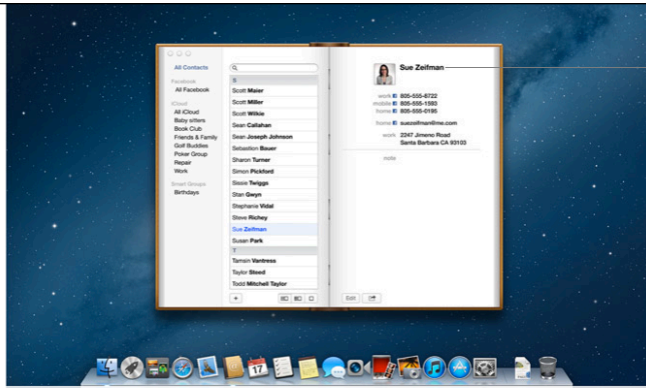 All Contacts
Facebook
All Facebook
iCloud
All iCloud
Baby sitters
Book Club
Friends & Family
Golf Buddies
Poker Group
Repair
Work
Smart Groups
Birthdays
S
Scott Maier
Scott Miller
Scott Wilkie
Sean Callahan
Sean Joseph Johnson
Sebastien Bauer
Sharon Turner
Simon Pickford
Sissie Twiggs
Stan Gwyn
Stephanie Vidal
Steve Richey
Sue Zeifman
Susan Park
T
Tamsin Vantress
Taylor Steed
Todd Mitchell Taylor
Sue Zeifman
work 805-555-6722
mobile 805-555-1593
home 805-555-0195
home suezeifman@me.com
work 2247 Jimeno Road
Santa Barbara CA 93103
note
Edit
17